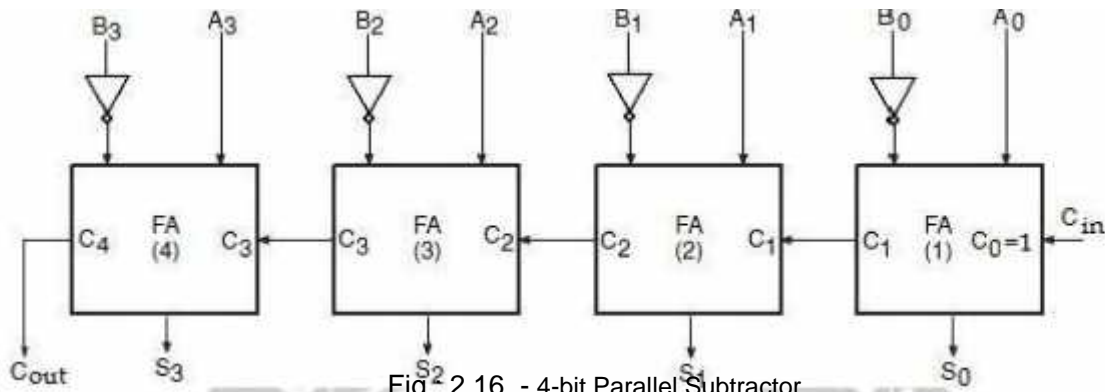 B3 A3 B2 A2 B1 A1 B0 A0
FA FA FA FA
C4 (4) C3 C3 (3) C2 C2 (2) C1 C1 (1) C0=1 Cin
Cout S3 S2 S1 S0
Fig. 2.16 - 4-bit Parallel Subtractor